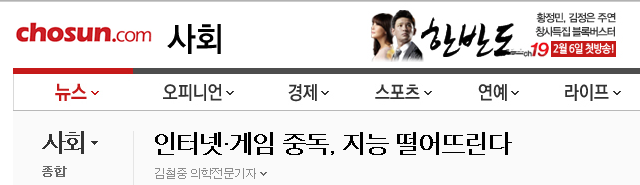 chosun.com 사회
한반도
황정민, 김정은 주연
창사특집 블록버스터
ch19 2월 6일 첫방송!
뉴스 오피니언 경제 스포츠 연예 라이프
사회
종합
인터넷·게임 중독, 지능 떨어뜨린다
김철중 의학전문기자